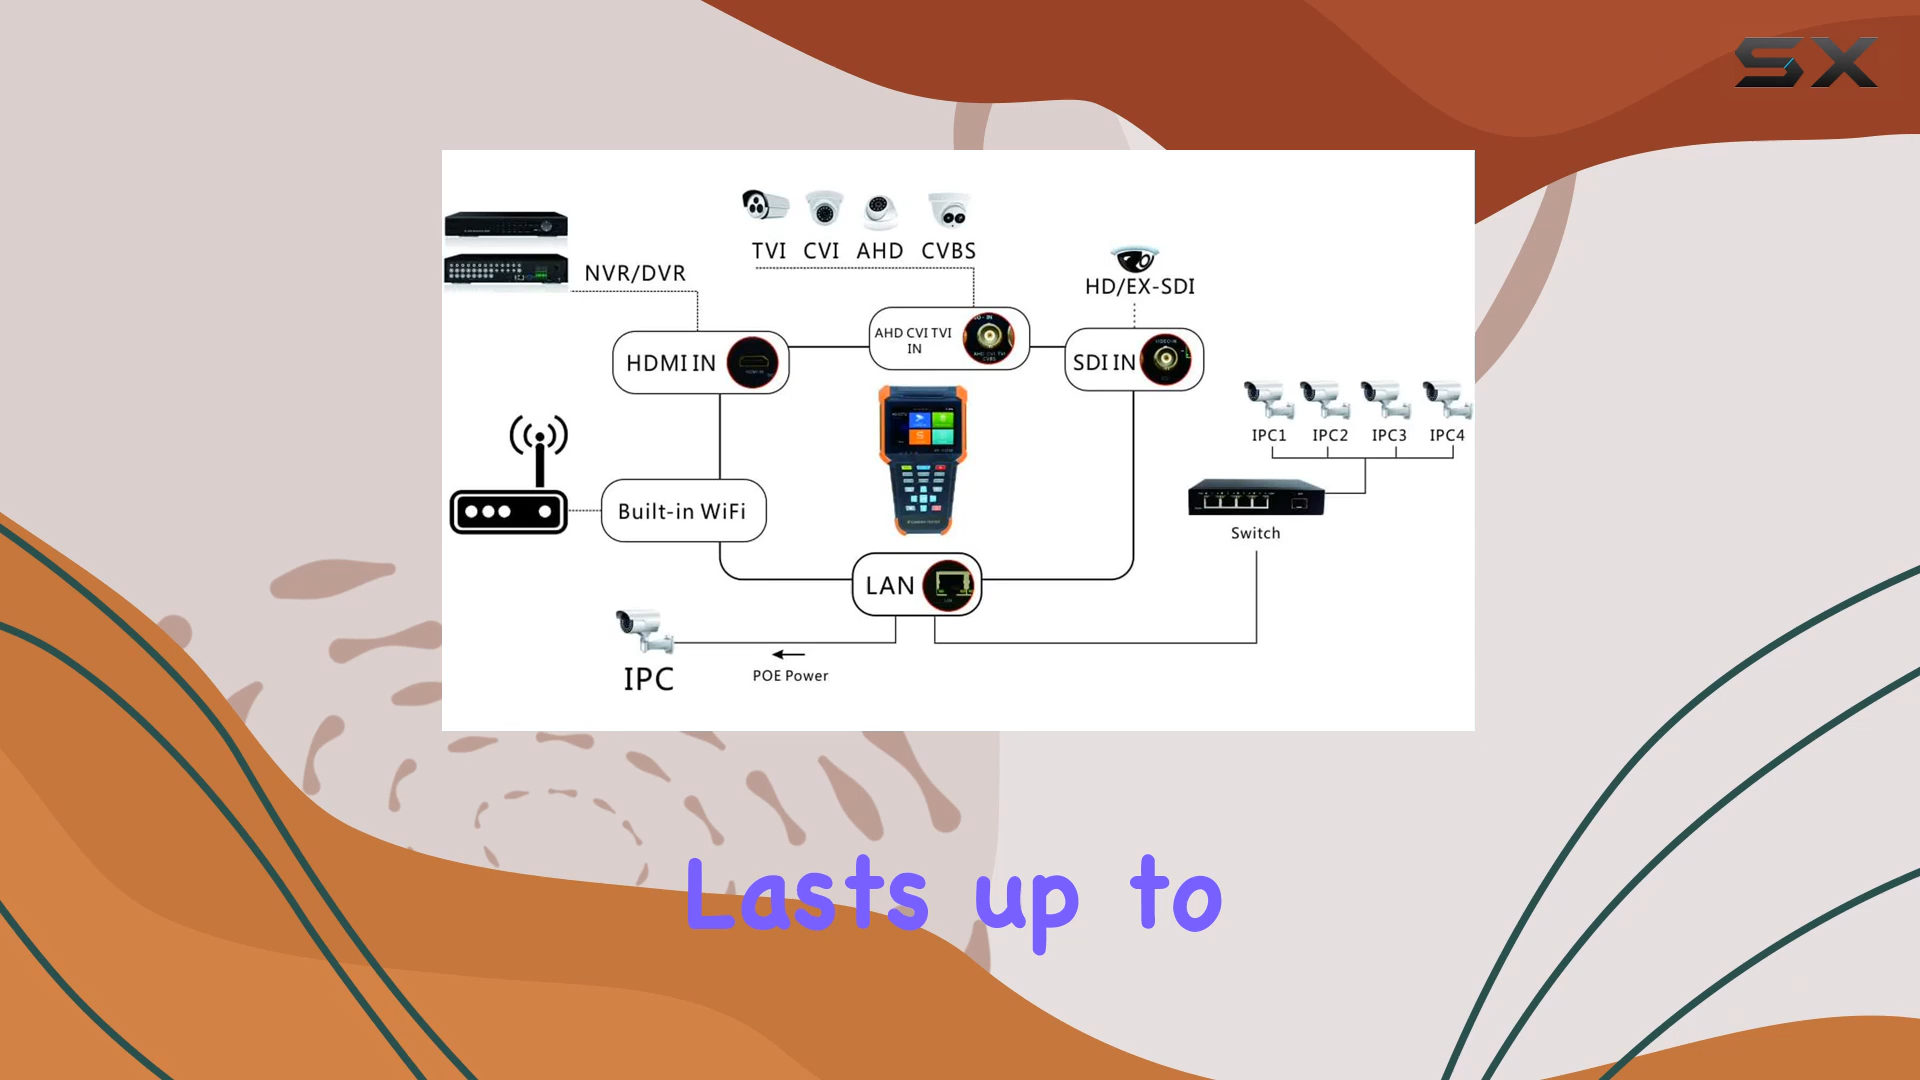 SX
TVI CVI AHD CVBS
NVR/DVR
HD/EX-SDI
AHD CVI TVI
IN
HDMI IN
SDI IN
IPC1 IPC2 IPC3 IPC4
Built-in WiFi
Switch
LAN
IPC
POE Power
Lasts up to